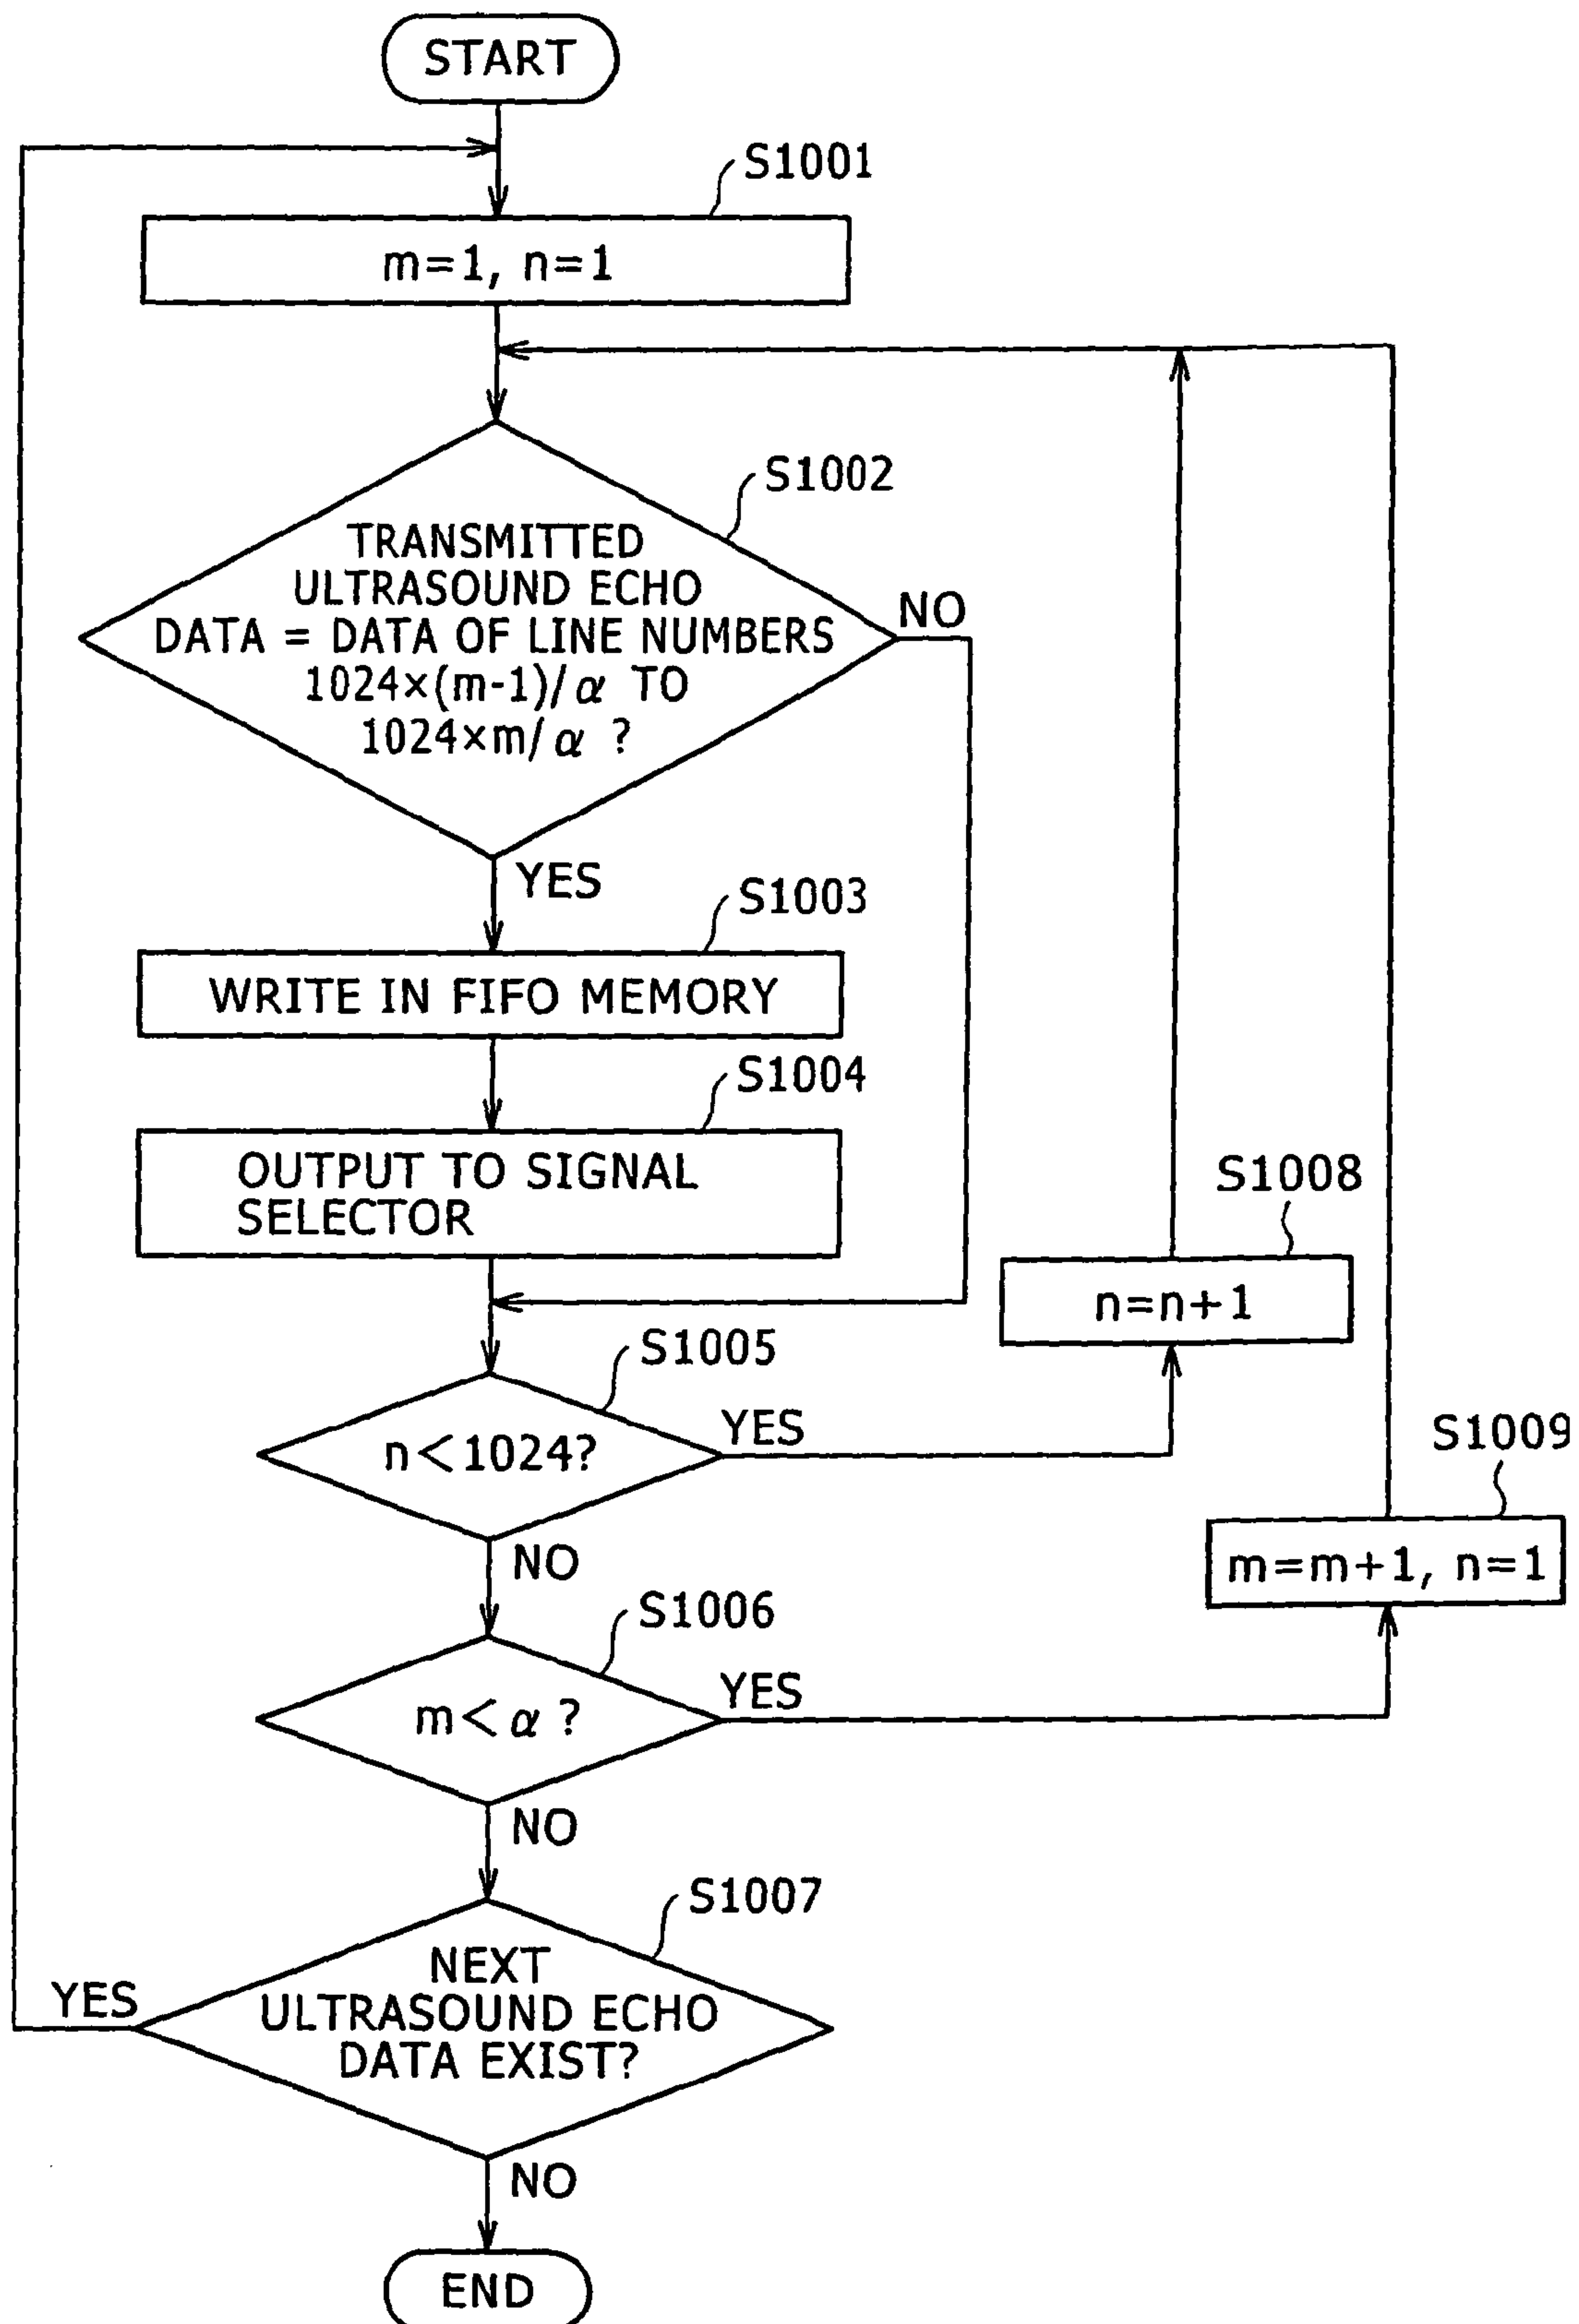 START
S1001
m=1, n=1
S1002
TRANSMITTED
ULTRASOUND ECHO
DATA = DATA OF LINE NUMBERS
1024×(m-1)/α TO
1024×m/α ?
NO
YES
S1003
WRITE IN FIFO MEMORY
S1004
OUTPUT TO SIGNAL
SELECTOR
S1008
n=n+1
S1005
n<1024?
YES
S1009
m=m+1, n=1
NO
S1006
m<α ?
YES
NO
S1007
NEXT
ULTRASOUND ECHO
DATA EXIST?
YES
NO
END